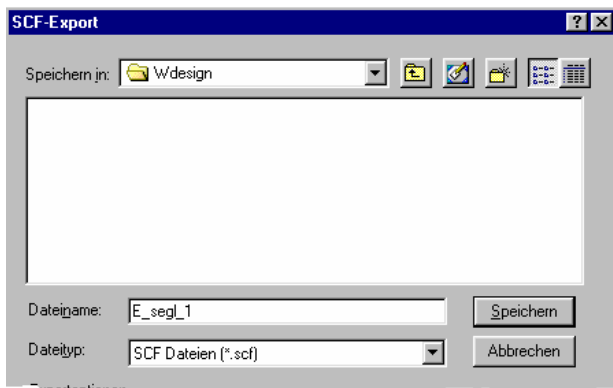 SCF-Export
Speichern in: Wdesign
Dateiname: E_segl_1 Speichern
Dateityp: SCF Dateien (*.scf) Abbrechen